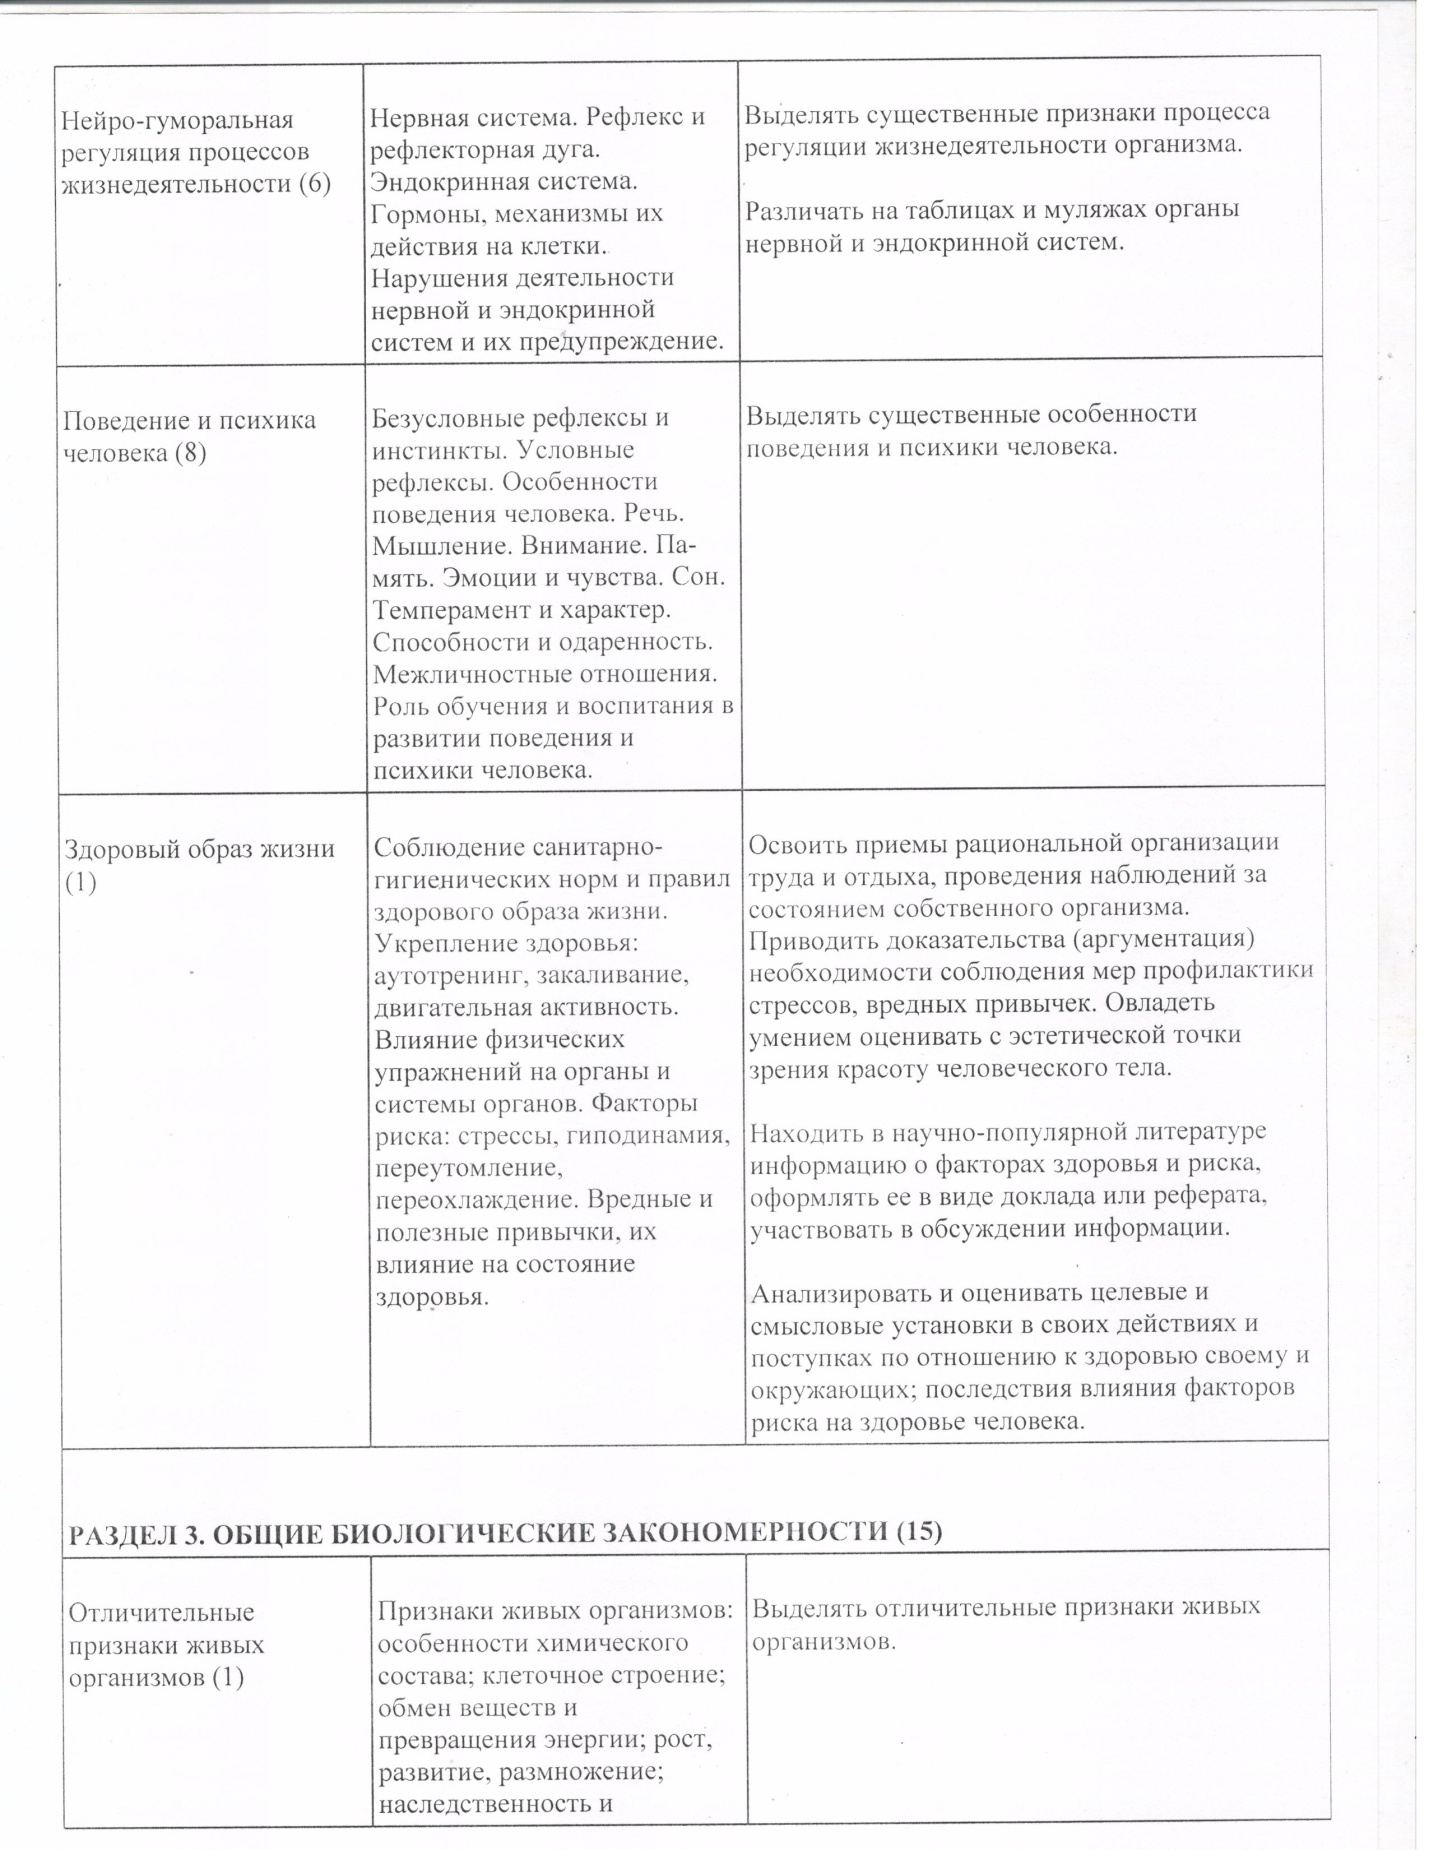 Нейро-гуморальная
регуляция процессов
жизнедеятельности (6)
Нервная система. Рефлекс и
рефлекторная дуга.
Эндокринная система.
Гормоны, механизмы их
действия на клетки.
Нарушения деятельности
нервной и эндокринной
систем и их предупреждение.
Выделять существенные признаки процесса
регуляции жизнедеятельности организма.
Различать на таблицах и муляжах органы
нервной и эндокринной систем.
Поведение и психика
человека (8)
Безусловные рефлексы и
инстинкты. Условные
рефлексы. Особенности
поведения человека. Речь.
Мышление. Внимание. Па-
мять. Эмоции и чувства. Сон.
Темперамент и характер.
Способности и одаренность.
Межличностные отношения.
Роль обучения и воспитания в
развитии поведения и
психики человека.
Выделять существенные особенности
поведения и психики человека.
Здоровый образ жизни
(1)
Соблюдение санитарно-
гигиенических норм и правил
здорового образа жизни.
Укрепление здоровья:
аутотренинг, закаливание,
двигательная активность.
Влияние физических
упражнений на органы и
системы органов. Факторы
риска: стрессы, гиподинамия,
переутомление,
переохлаждение. Вредные и
полезные привычки, их
влияние на состояние
здоровья.
Освоить приемы рациональной организации
труда и отдыха, проведения наблюдений за
состоянием собственного организма.
Приводить доказательства (аргументация)
необходимости соблюдения мер профилактики
стрессов, вредных привычек. Овладеть
умением оценивать с эстетической точки
зрения красоту человеческого тела.
Находить в научно-популярной литературе
информацию о факторах здоровья и риска,
оформлять ее в виде доклада или реферата,
участвовать в обсуждении информации.
Анализировать и оценивать целевые и
смысловые установки в своих действиях и
поступках по отношению к здоровью своему и
окружающих; последствия влияния факторов
риска на здоровье человека.
РАЗДЕЛ 3. ОБЩИЕ БИОЛОГИЧЕСКИЕ ЗАКОНОМЕРНОСТИ (15)
Отличительные
признаки живых
организмов (1)
Признаки живых организмов:
особенности химического
состава; клеточное строение;
обмен веществ и
превращения энергии; рост,
развитие, размножение;
наследственность и
Выделять отличительные признаки живых
организмов.